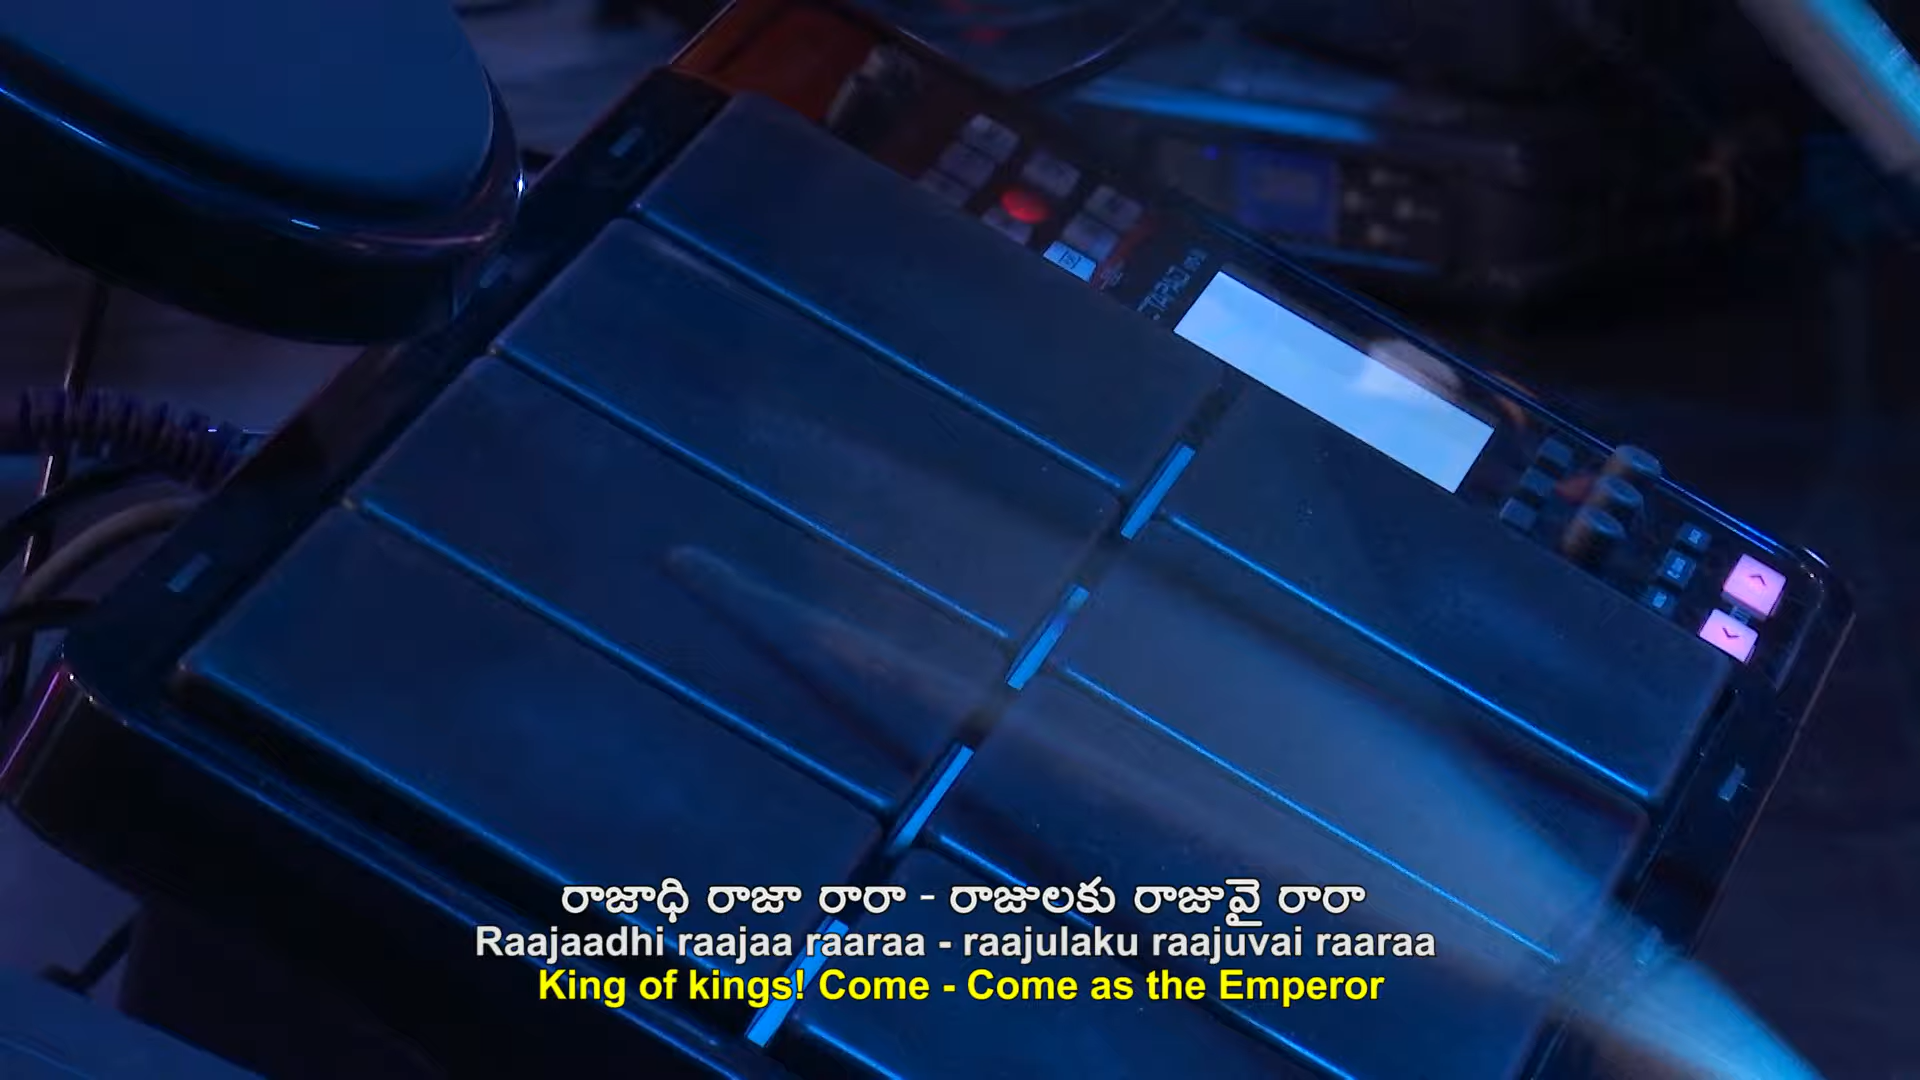 రాజాధి రాజా రారా - రాజులకు రాజువై రారా
Raajaadhi raajaa raaraa - raajulaku raajuvai raaraa
King of kings! Come - Come as the Emperor